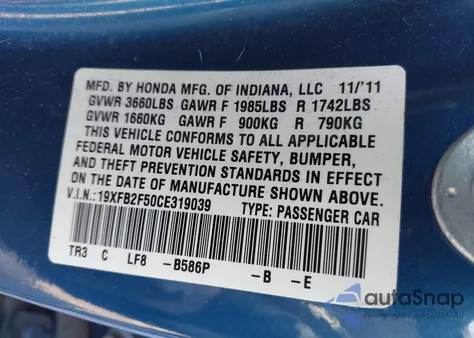 MFD. BY HONDA MFG. OF INDIANA, LLC 11/'11
GVWR 3660LBS GAWR F 1985LBS R 1742LBS
GVWR 1660KG GAWR F 900KG R 790KG
THIS VEHICLE CONFORMS TO ALL APPLICABLE
FEDERAL MOTOR VEHICLE SAFETY, BUMPER,
AND THEFT PREVENTION STANDARDS IN EFFECT
ON THE DATE OF MANUFACTURE SHOWN ABOVE.
V.I.N.:19XFB2F50CE319039 TYPE: PASSENGER CAR
TR3 C LF8 -B586P -B -E
autoSnap